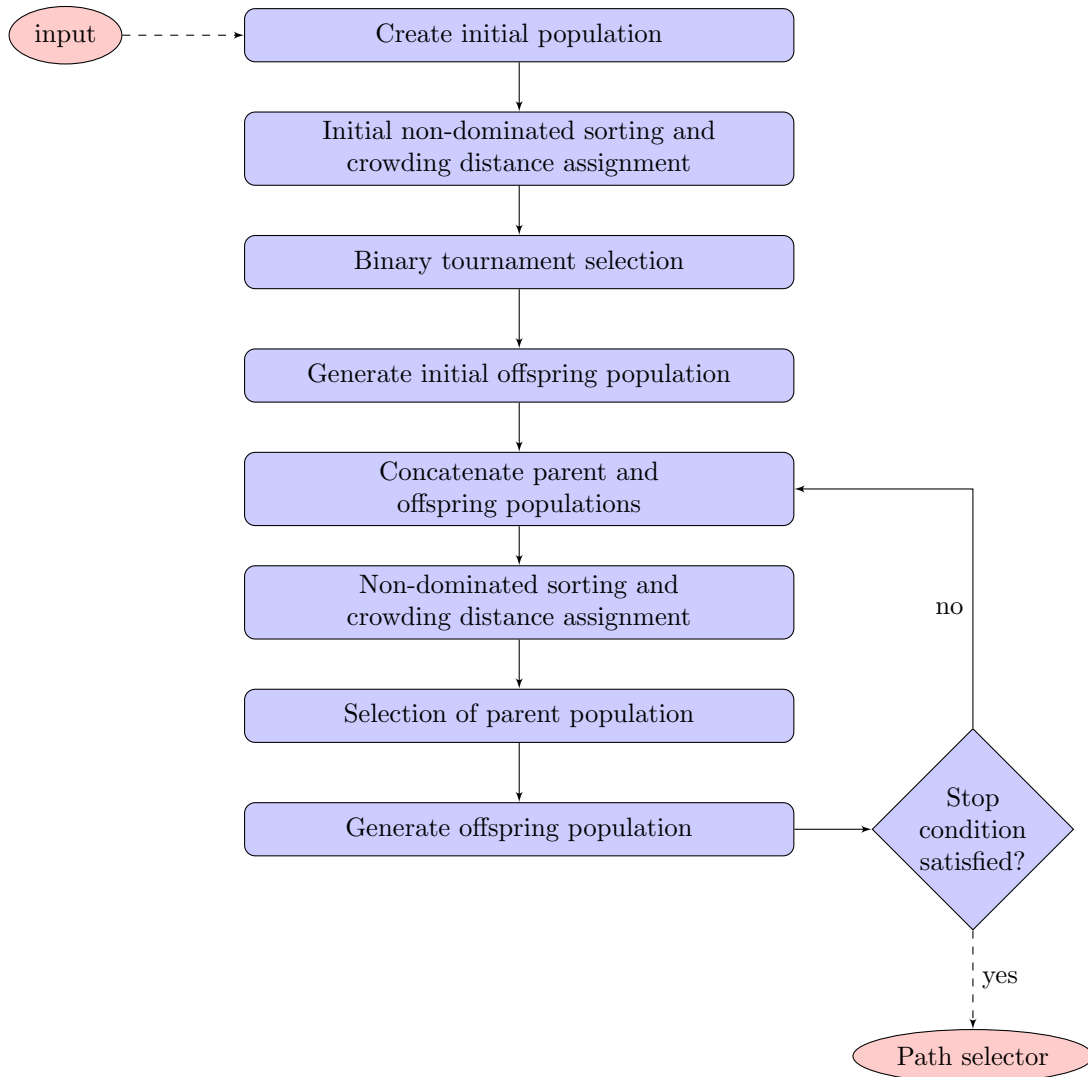 input
Create initial population
Initial non-dominated sorting and
crowding distance assignment
Binary tournament selection
Generate initial offspring population
Concatenate parent and
offspring populations
Non-dominated sorting and
crowding distance assignment
no
Selection of parent population
Generate offspring population
Stop
condition
satisfied?
yes
Path selector